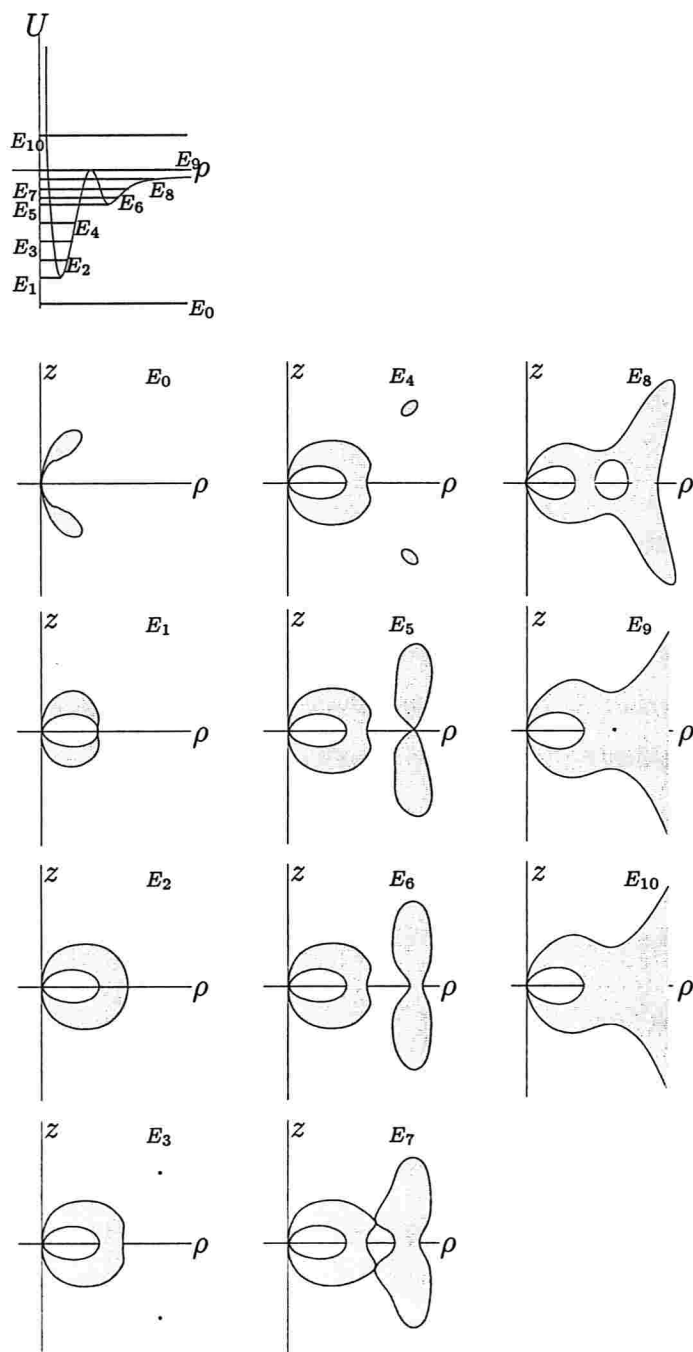 U
E₁₀
E₉ ρ
E₇ E₈
E₅ E₆
E₄
E₃
E₂
E₁
E₀
z E₀ z E₄ z E₈
ρ ρ ρ
z E₁ z E₅ z E₉
ρ ρ ρ
z E₂ z E₆ z E₁₀
ρ ρ ρ
z E₃ z E₇
ρ ρ